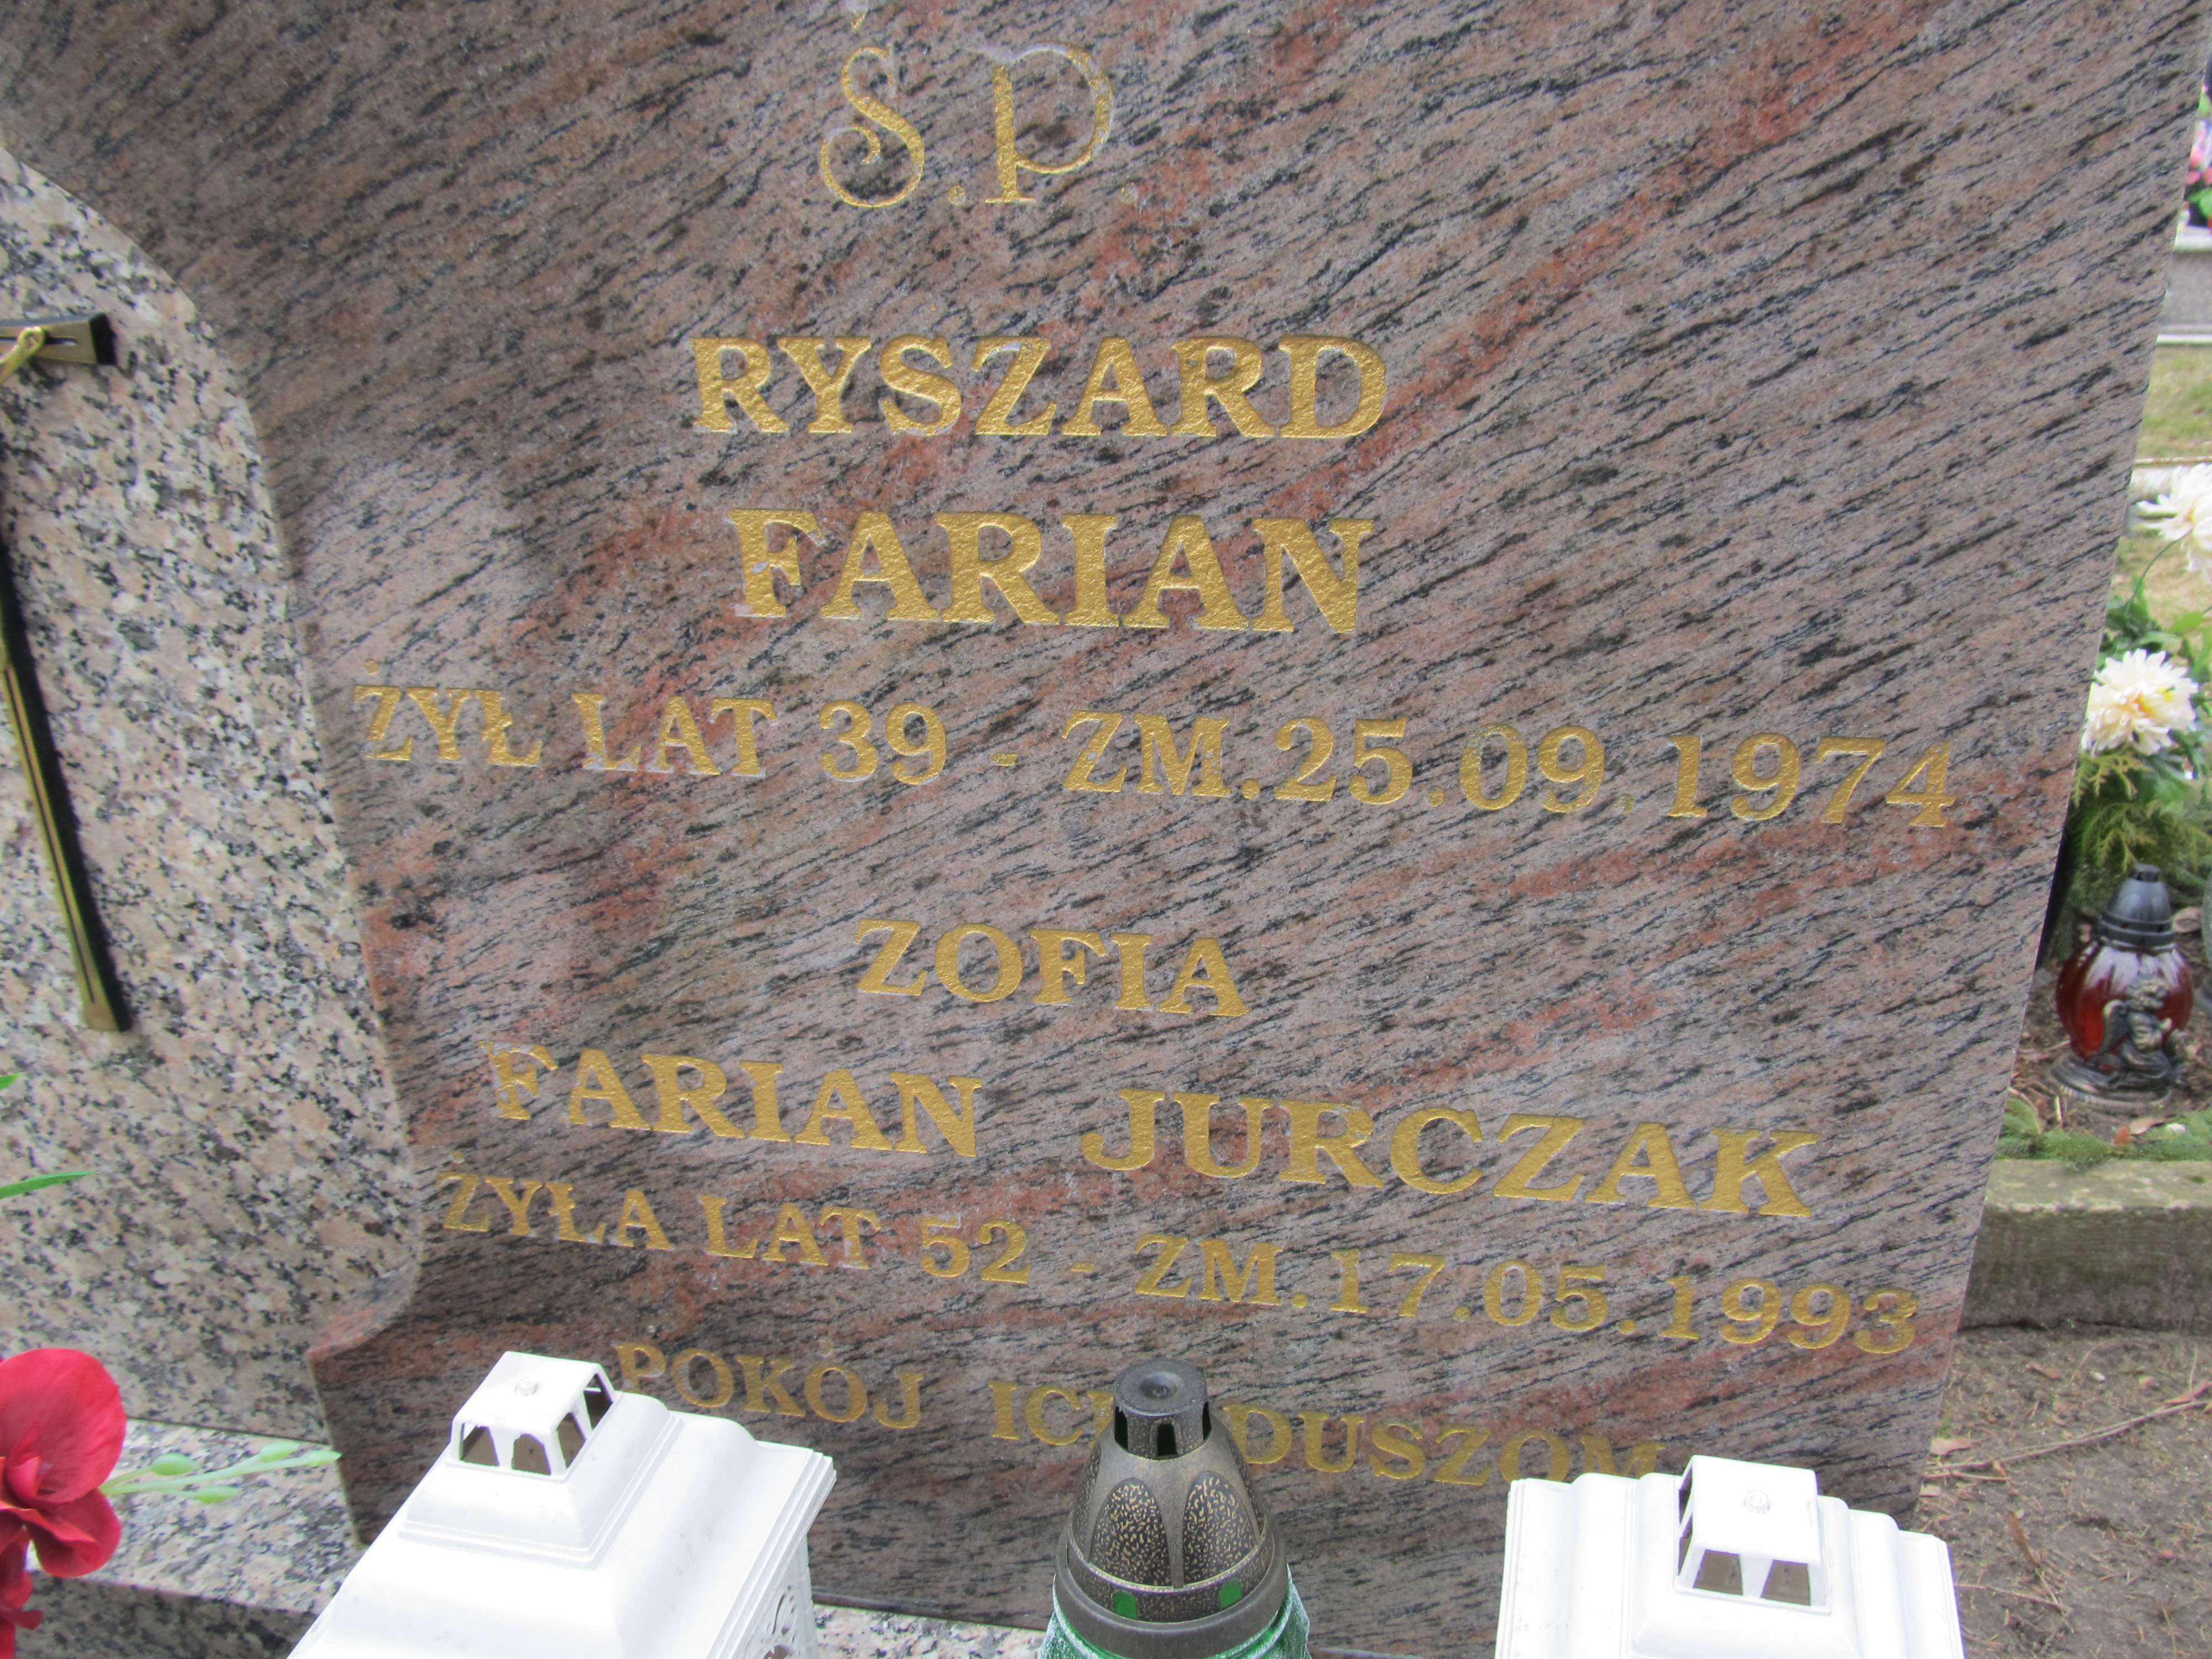 Ś.P.
RYSZARD
FARIAN
ŻYŁ LAT 39 - ZM.25.09.1974
ZOFIA
FARIAN JURCZAK
ŻYŁA LAT 52 - ZM.17.05.1993
POKÓJ ICH DUSZOM